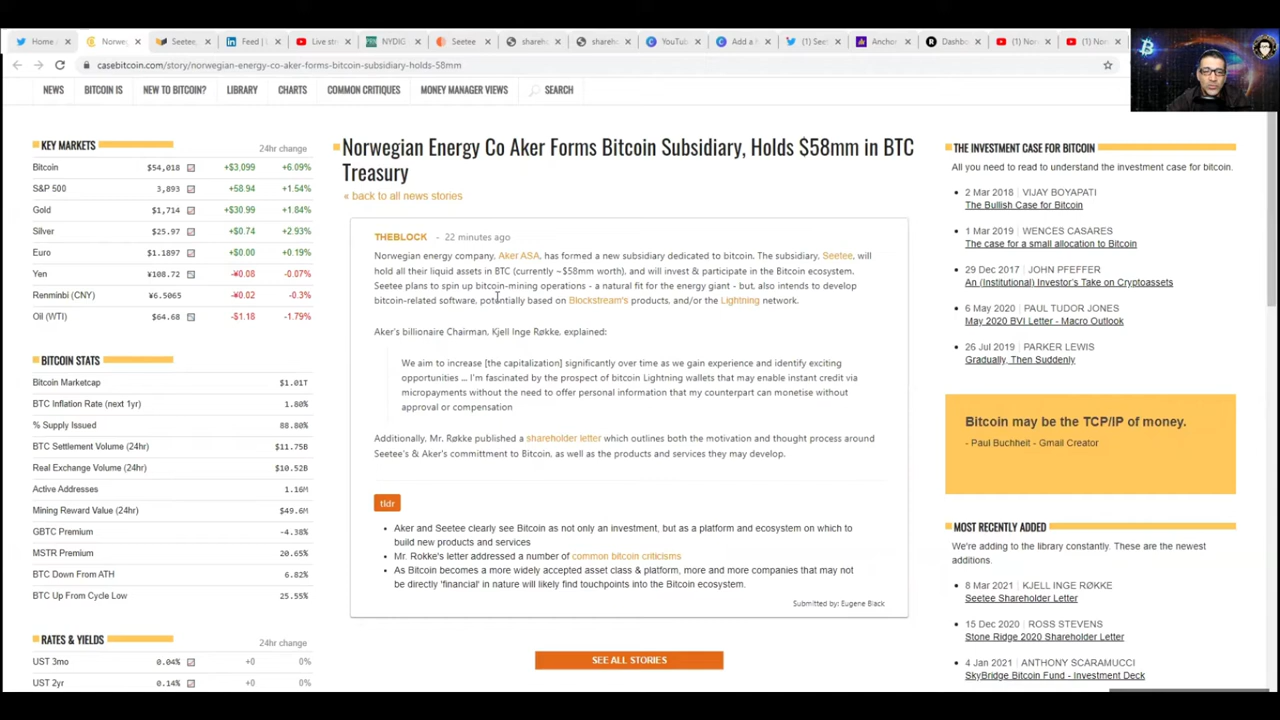 Home
Norweg
Seetee,
Feed | L
Live str
NYDIG
Seetee
shareho
shareho
YouTub
Add a N
(1) See
Anchor
Dashbo
(1) Nor
(1) Nor
casebitcoin.com/story/norwegian-energy-co-aker-forms-bitcoin-subsidiary-holds-58mm
NEWS BITCOIN IS NEW TO BITCOIN? LIBRARY CHARTS COMMON CRITIQUES MONEY MANAGER VIEWS SEARCH
KEY MARKETS
24hr change
Bitcoin $54,018 +$3,099 +6.09%
S&P 500 3,893 +58.94 +1.54%
Gold $1,714 +$30.99 +1.84%
Silver $25.97 +$0.74 +2.93%
Euro $1.1897 +$0.00 +0.19%
Yen ¥108.72 -¥0.08 -0.07%
Renminbi (CNY) ¥6.5065 -¥0.02 -0.3%
Oil (WTI) $64.68 -$1.18 -1.79%
BITCOIN STATS
Bitcoin Marketcap $1.01T
BTC Inflation Rate (next 1yr) 1.80%
% Supply Issued 88.80%
BTC Settlement Volume (24hr) $11.75B
Real Exchange Volume (24hr) $10.52B
Active Addresses 1.16M
Mining Reward Value (24hr) $49.6M
GBTC Premium -4.38%
MSTR Premium 20.65%
BTC Down From ATH 6.82%
BTC Up From Cycle Low 25.55%
RATES & YIELDS
24hr change
UST 3mo 0.04% +0 0%
UST 2yr 0.14% +0 0%
Norwegian Energy Co Aker Forms Bitcoin Subsidiary, Holds $58mm in BTC
Treasury
« back to all news stories
THEBLOCK - 22 minutes ago
Norwegian energy company, Aker ASA, has formed a new subsidiary dedicated to bitcoin. The subsidiary, Seetee, will
hold all their liquid assets in BTC (currently ~$58mm worth), and will invest & participate in the Bitcoin ecosystem.
Seetee plans to spin up bitcoin-mining operations - a natural fit for the energy giant - but, also intends to develop
bitcoin-related software, potentially based on Blockstream's products, and/or the Lightning network.
Aker's billionaire Chairman, Kjell Inge Røkke, explained:
We aim to increase [the capitalization] significantly over time as we gain experience and identify exciting
opportunities ... I'm fascinated by the prospect of bitcoin Lightning wallets that may enable instant credit via
micropayments without the need to offer personal information that my counterpart can monetise without
approval or compensation
Additionally, Mr. Røkke published a shareholder letter which outlines both the motivation and thought process around
Seetee's & Aker's committment to Bitcoin, as well as the products and services they may develop.
tldr
• Aker and Seetee clearly see Bitcoin as not only an investment, but as a platform and ecosystem on which to
build new products and services
• Mr. Rokke's letter addressed a number of common bitcoin criticisms
• As Bitcoin becomes a more widely accepted asset class & platform, more and more companies that may not
be directly 'financial' in nature will likely find touchpoints into the Bitcoin ecosystem.
Submitted by: Eugene Black
SEE ALL STORIES
THE INVESTMENT CASE FOR BITCOIN
All you need to read to understand the investment case for bitcoin.
• 2 Mar 2018 | VIJAY BOYAPATI
The Bullish Case for Bitcoin
• 1 Mar 2019 | WENCES CASARES
The case for a small allocation to Bitcoin
• 29 Dec 2017 | JOHN PFEFFER
An (Institutional) Investor's Take on Cryptoassets
• 6 May 2020 | PAUL TUDOR JONES
May 2020 BVI Letter - Macro Outlook
• 26 Jul 2019 | PARKER LEWIS
Gradually, Then Suddenly
Bitcoin may be the TCP/IP of money.
- Paul Buchheit - Gmail Creator
MOST RECENTLY ADDED
We're adding to the library constantly. These are the newest
additions.
• 8 Mar 2021 | KJELL INGE RØKKE
Seetee Shareholder Letter
• 15 Dec 2020 | ROSS STEVENS
Stone Ridge 2020 Shareholder Letter
• 4 Jan 2021 | ANTHONY SCARAMUCCI
SkyBridge Bitcoin Fund - Investment Deck